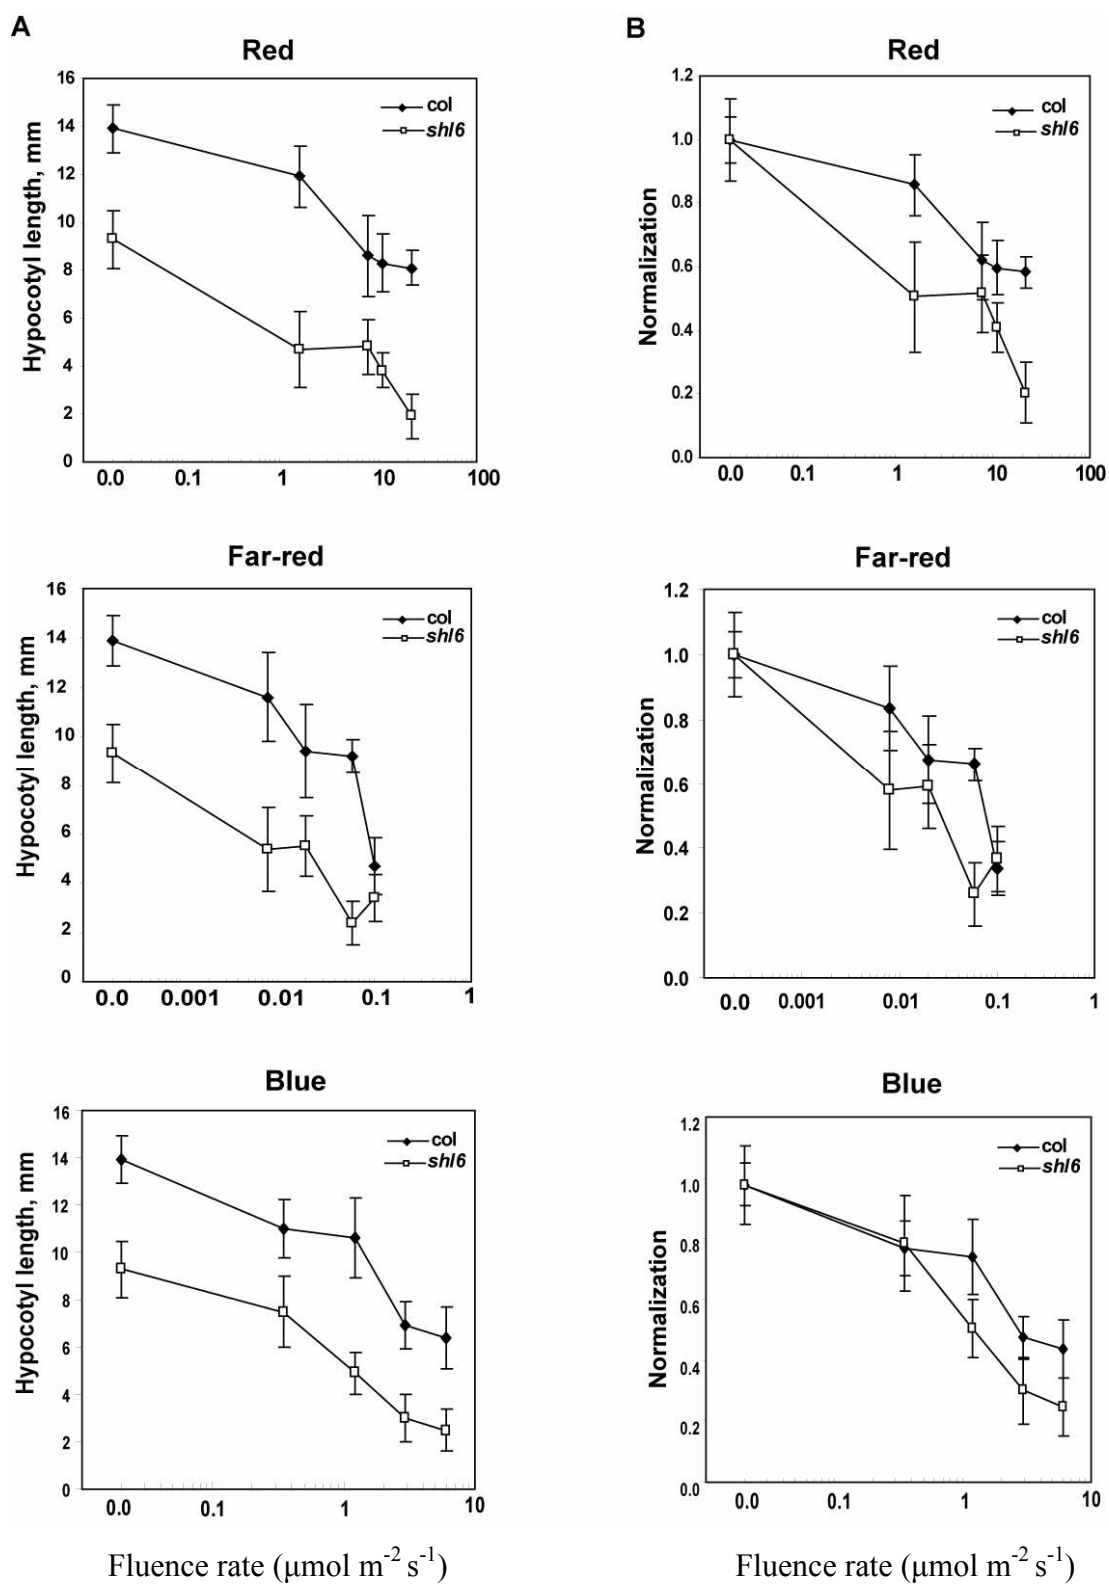 A
Red
Hypocotyl length, mm
16
14
12
10
8
6
4
2
0
col
shl6
0.0 0.1 1 10 100
B
Red
Normalization
1.2
1.0
0.8
0.6
0.4
0.2
0.0
col
shl6
0.0 0.1 1 10 100
Far-red
Hypocotyl length, mm
16
14
12
10
8
6
4
2
0
col
shl6
0.0 0.001 0.01 0.1 1
Far-red
Normalization
1.2
1.0
0.8
0.6
0.4
0.2
0.0
col
shl6
0.0 0.001 0.01 0.1 1
Blue
Hypocotyl length, mm
16
14
12
10
8
6
4
2
0
col
shl6
0.0 0.1 1 10
Fluence rate (μmol m-2 s-1)
Blue
Normalization
1.2
1.0
0.8
0.6
0.4
0.2
0.0
col
shl6
0.0 0.1 1 10
Fluence rate (μmol m-2 s-1)